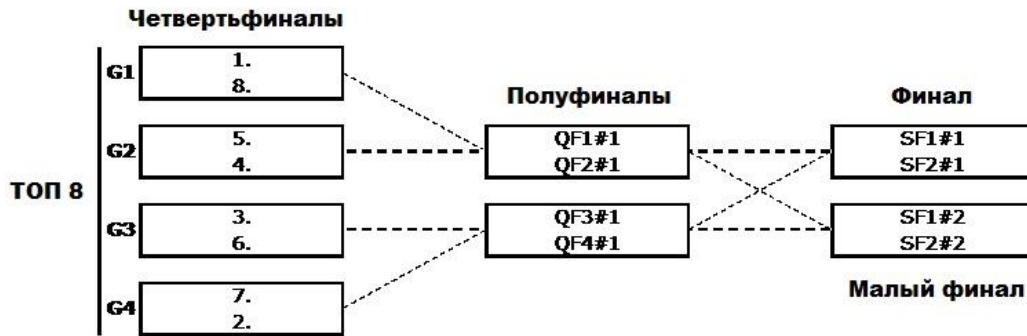 Четвертьфиналы
G1
1.
8.
G2
5.
4.
ТОП 8
G3
3.
6.
G4
7.
2.
Полуфиналы
QF1#1
QF2#1
QF3#1
QF4#1
Финал
SF1#1
SF2#1
SF1#2
SF2#2
Малый финал